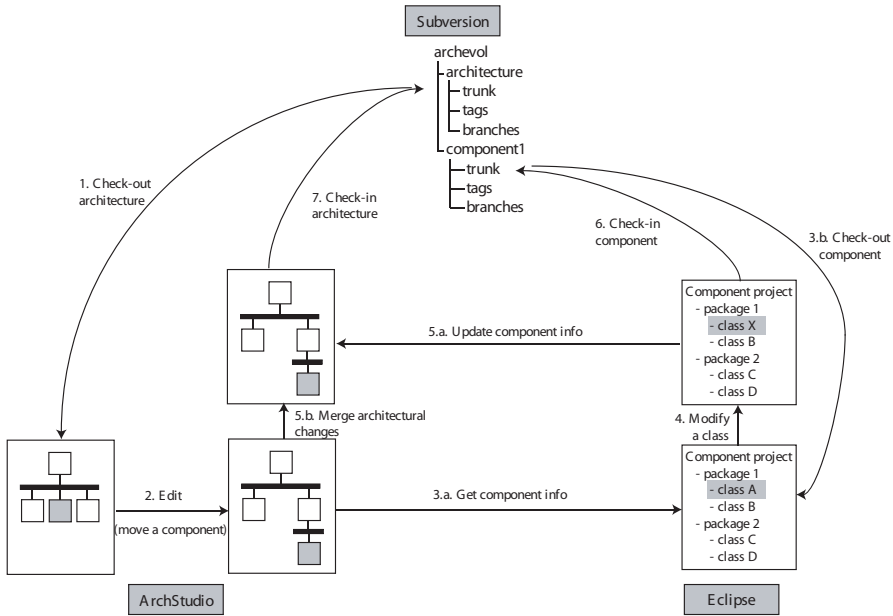 Subversion
archevol
architecture
trunk
tags
branches
component1
trunk
tags
branches
1. Check-out
architecture
7. Check-in
architecture
6. Check-in
component
3.b. Check-out
component
Component project
- package 1
- class X
- class B
- package 2
- class C
- class D
5.a. Update component info
5.b. Merge architectural
changes
4. Modify
a class
2. Edit
(move a component)
3.a. Get component info
Component project
- package 1
- class A
- class B
- package 2
- class C
- class D
ArchStudio
Eclipse